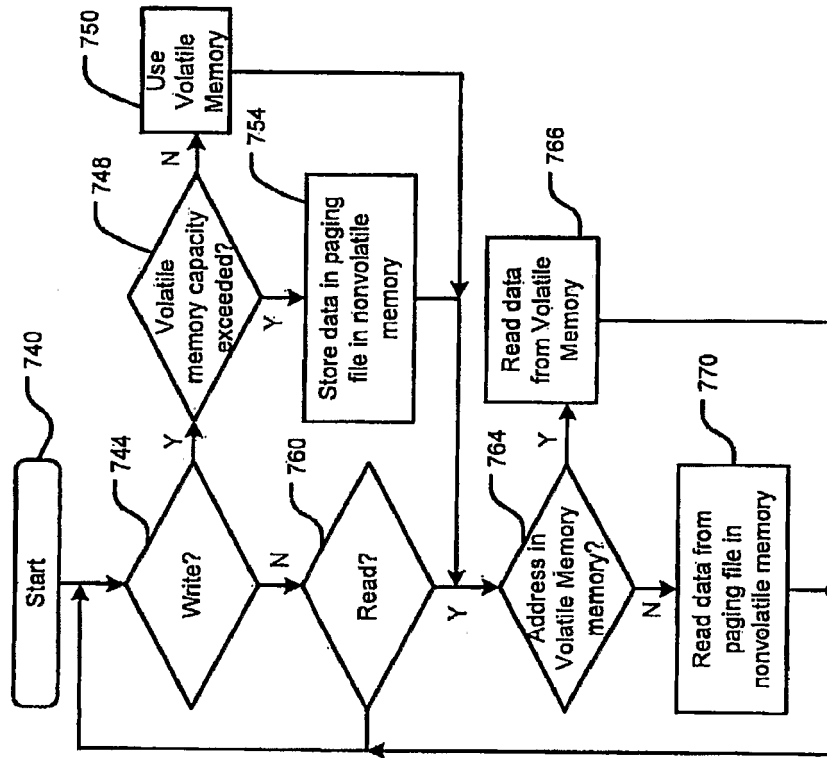 Start
740
Write?
744
Y
N
Volatile
memory capacity
exceeded?
748
N
Y
Use
Volatile
Memory
750
Store data in paging
file in nonvolatile
memory
754
Read?
760
Y
Address in
Volatile Memory
memory?
764
Y
N
Read data
from Volatile
Memory
766
Read data from
paging file in
nonvolatile memory
770